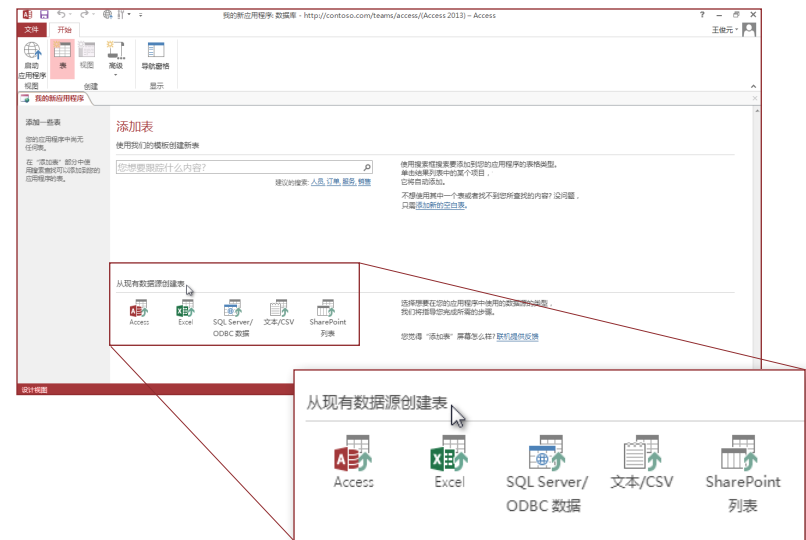 我的新应用程序: 数据库 - http://contoso.com/teams/access/(Access 2013) – Access
文件 开始
王俊元
启动
应用程序
表
视图
高级
导航窗格
视图
创建
显示
我的新应用程序
添加一些表
您的应用程序中尚无
任何表。
在“添加表”部分中使
用搜索查找可以添加到您的
应用程序的表。
添加表
使用我们的模板创建新表
您想要跟踪什么内容?
建议的搜索: 人员, 订单, 服务, 销售
使用搜索框搜索要添加到您的应用程序的表格类型。
单击结果列表中的某个项目,
它将自动添加。
不想使用其中一个表或者找不到您所查找的内容? 没问题,
只需添加新的空白表。
从现有数据源创建表
Access
Excel
SQL Server/
ODBC 数据
文本/CSV
SharePoint
列表
选择想要在您的应用程序中使用的数据源的类型,
我们将指导您完成所需的步骤。
您觉得“添加表”屏幕怎么样? 联机提供反馈
设计视图
从现有数据源创建表
Access
Excel
SQL Server/
ODBC 数据
文本/CSV
SharePoint
列表